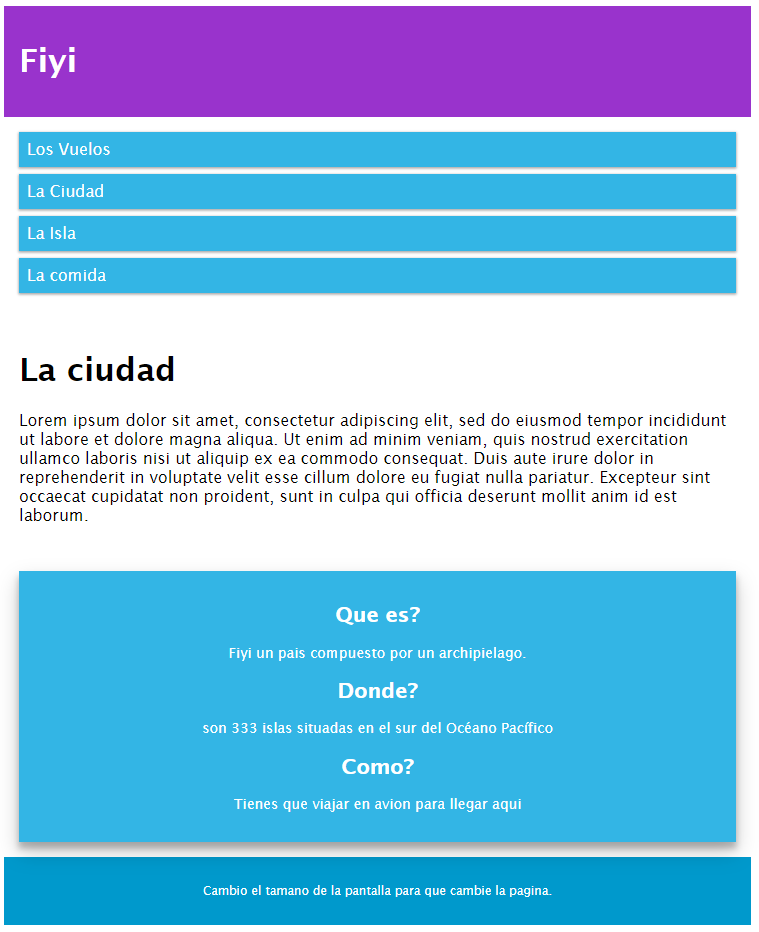 Fiyi
Los Vuelos
La Ciudad
La Isla
La comida
La ciudad
Lorem ipsum dolor sit amet, consectetur adipiscing elit, sed do eiusmod tempor incididunt
ut labore et dolore magna aliqua. Ut enim ad minim veniam, quis nostrud exercitation
ullamco laboris nisi ut aliquip ex ea commodo consequat. Duis aute irure dolor in
reprehenderit in voluptate velit esse cillum dolore eu fugiat nulla pariatur. Excepteur sint
occaecat cupidatat non proident, sunt in culpa qui officia deserunt mollit anim id est
laborum.
Que es?
Fiyi un pais compuesto por un archipielago.
Donde?
son 333 islas situadas en el sur del Océano Pacífico
Como?
Tienes que viajar en avion para llegar aqui
Cambio el tamano de la pantalla para que cambie la pagina.